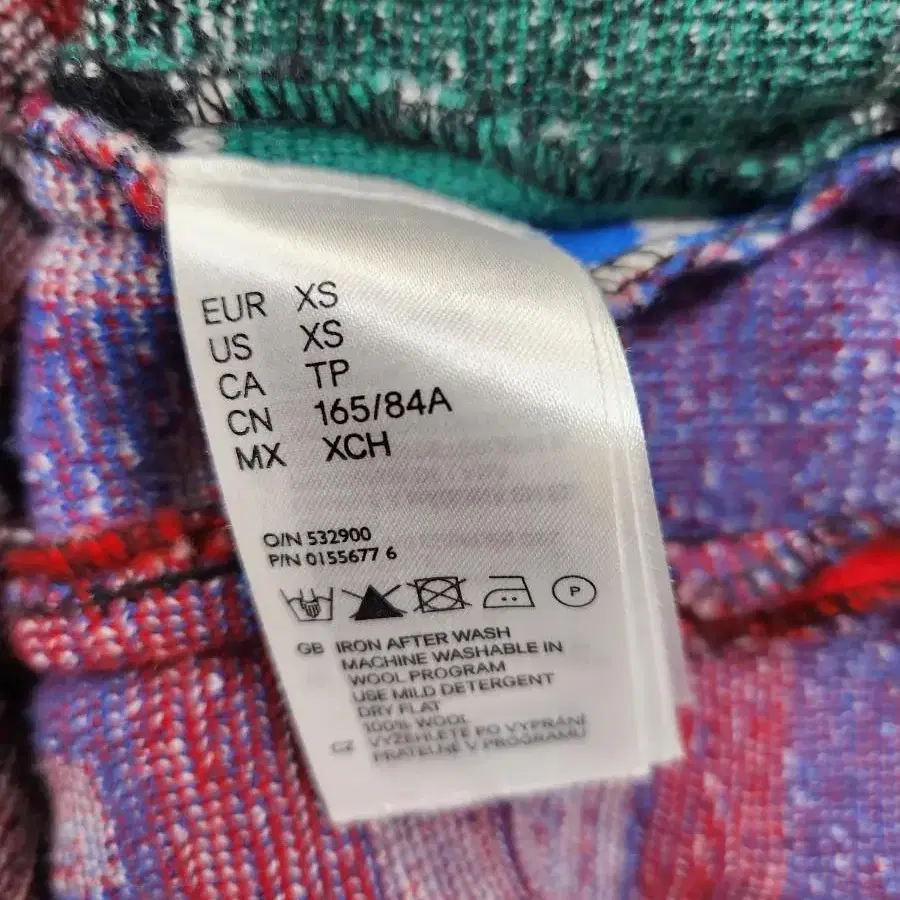 EUR XS
US XS
CA TP
CN 165/84A
MX XCH
O/N 532900
P/N 0155677 6
P
GB IRON AFTER WASH
MACHINE WASHABLE IN
WOOL PROGRAM
USE MILD DETERGENT
DRY FLAT
100% WOOL
CZ VYŽEHLETE PO VYPRÁNÍ
PRATELNÉ V PROGRAMU